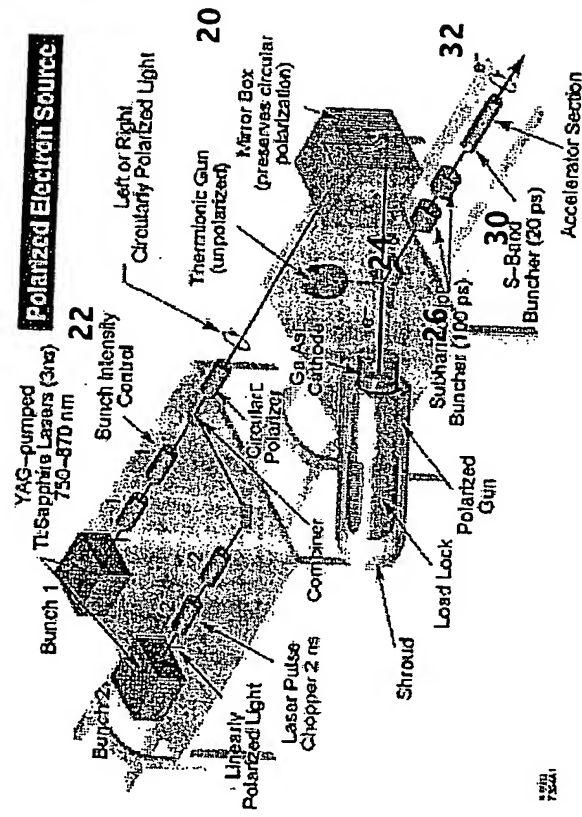 Polarized Electron Source
YAG–pumped
Ti:Sapphire Lasers (3ns)
750–870 nm
22
20
Bunch 1
Bunch Intensity
Control
Left or Right
Circularly Polarized Light
Bunch 2
Thermionic Gun
(unpolarized)
Mirror Box
(preserves circular
polarization)
Linearly
Polarized Light
Laser Pulse
Chopper 2 ns
Circular
Combiner
Ga As
Cathode
e–
24
32
e–
26
Buncher (100 ps)
30
S–Band
Buncher (20 ps)
Accelerator Section
Shroud
Load Lock
Polarized
Gun
7354A1